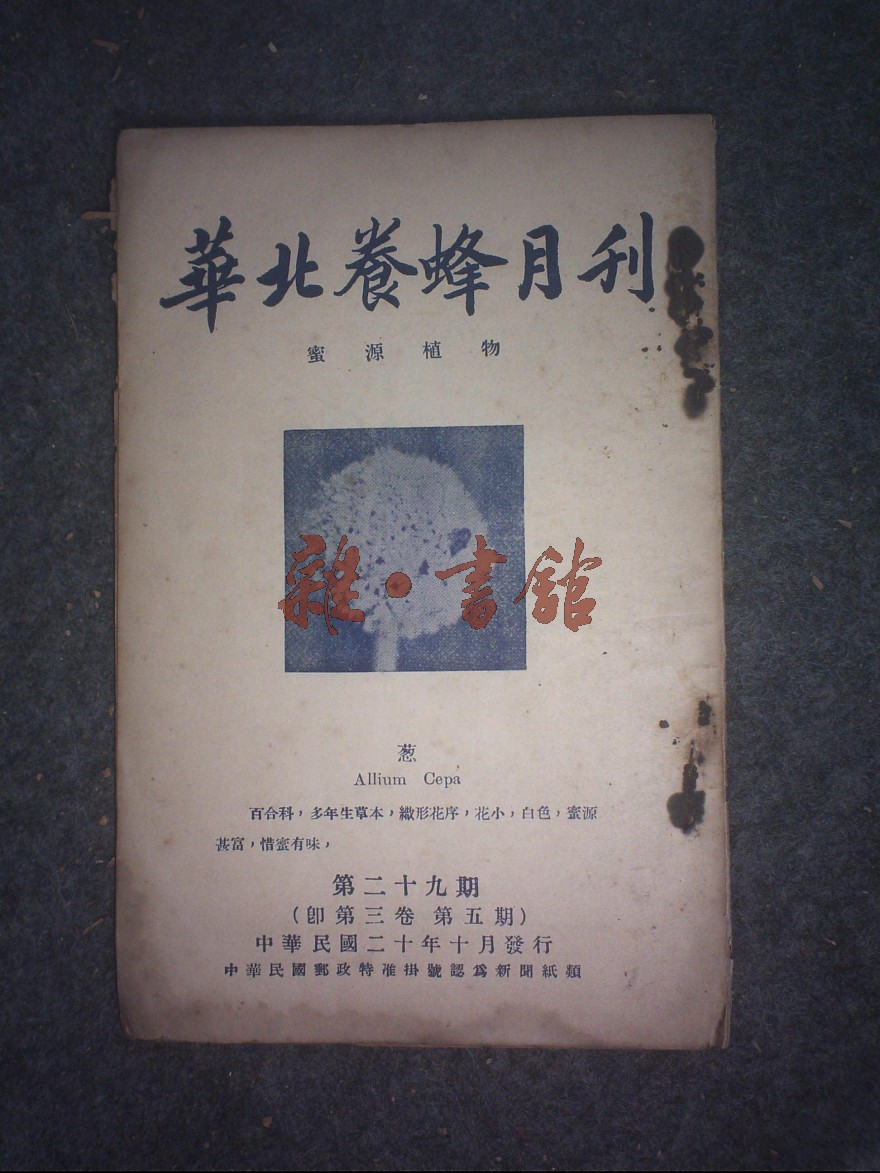 華北養蜂月刊
蜜源植物
雜·書館
葱
Allium Cepa
百合科，多年生草本，繖形花序，花小，白色，蜜源
甚富，惜蜜有味，
第二十九期
(卽第三卷 第五期)
中華民國二十年十月發行
中華民國郵政特准掛號認爲新聞紙類